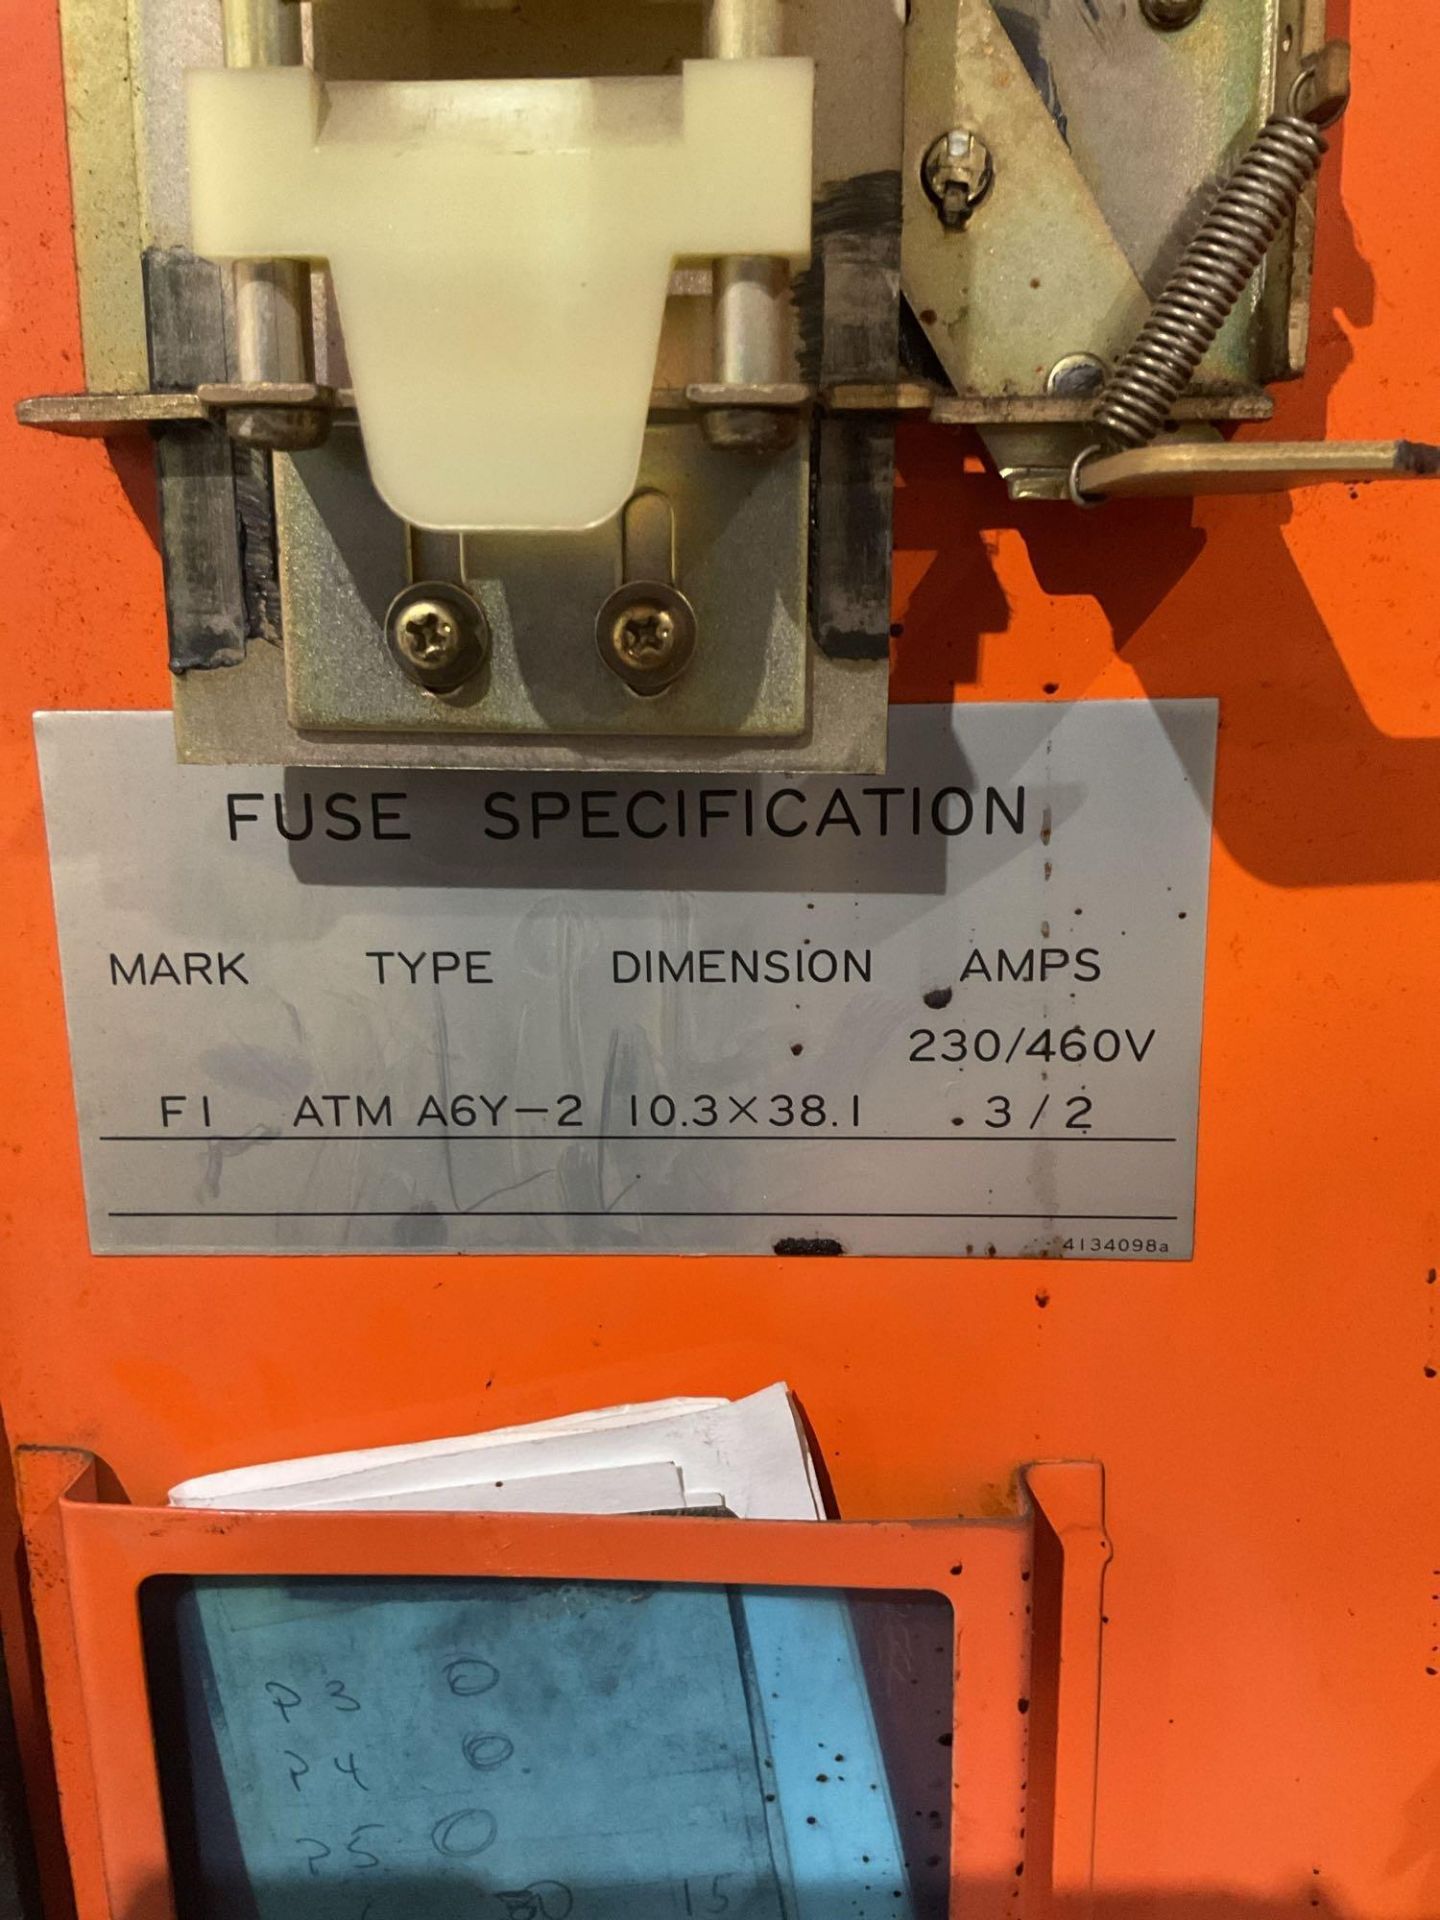 FUSE SPECIFICATION
MARK TYPE DIMENSION AMPS
230/460V
F1 ATM A6Y-2 10.3×38.1 3/2
4134098a
P3 0
P4 0
P5 0
15